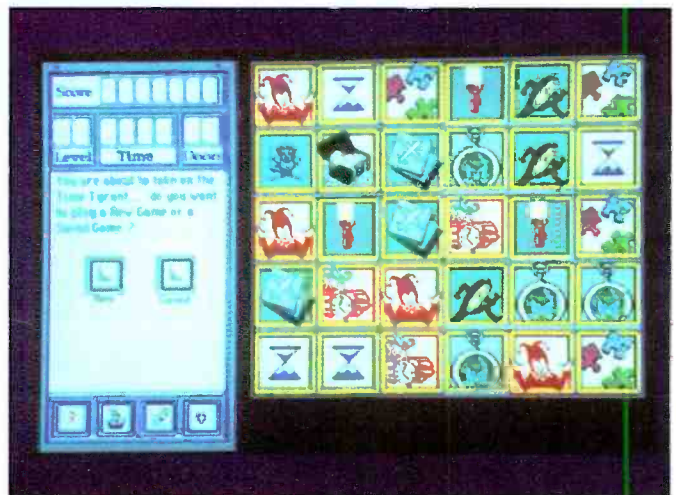 Score
Level Time Doors
You are about to take on the
Time Tyrant ... do you want
to play a New Game or a
Saved Game ?
New Saved